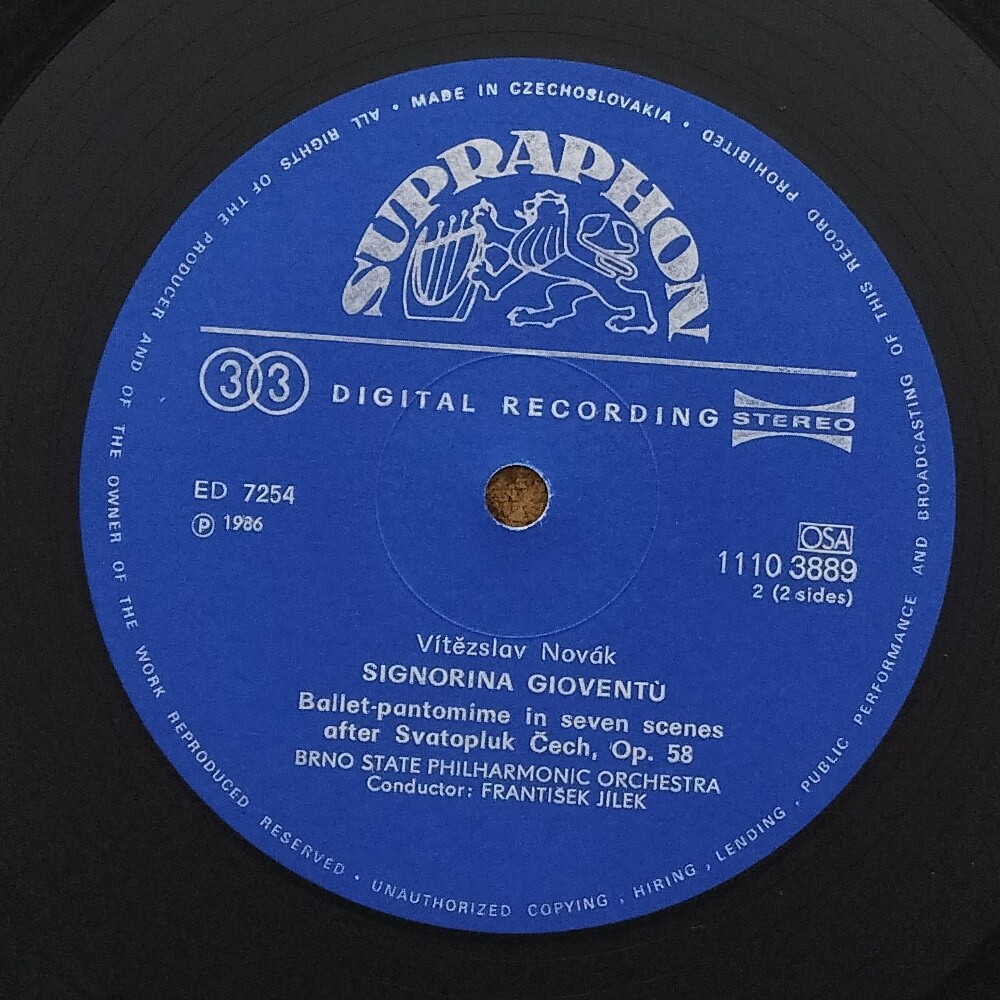 MADE IN CZECHOSLOVAKIA • ALL RIGHTS OF THE PRODUCER AND OF THE OWNER OF THE WORK REPRODUCED RESERVED • UNAUTHORIZED COPYING, HIRING, LENDING, PUBLIC PERFORMANCE AND BROADCASTING OF THIS RECORD PROHIBITED •
SUPRAPHON
33 DIGITAL RECORDING STEREO
ED 7254
Ⓟ 1986
OSA
1110 3889
2 (2 sides)
Vítězslav Novák
SIGNORINA GIOVENTÙ
Ballet-pantomime in seven scenes
after Svatopluk Čech, Op. 58
BRNO STATE PHILHARMONIC ORCHESTRA
Conductor: FRANTIŠEK JÍLEK